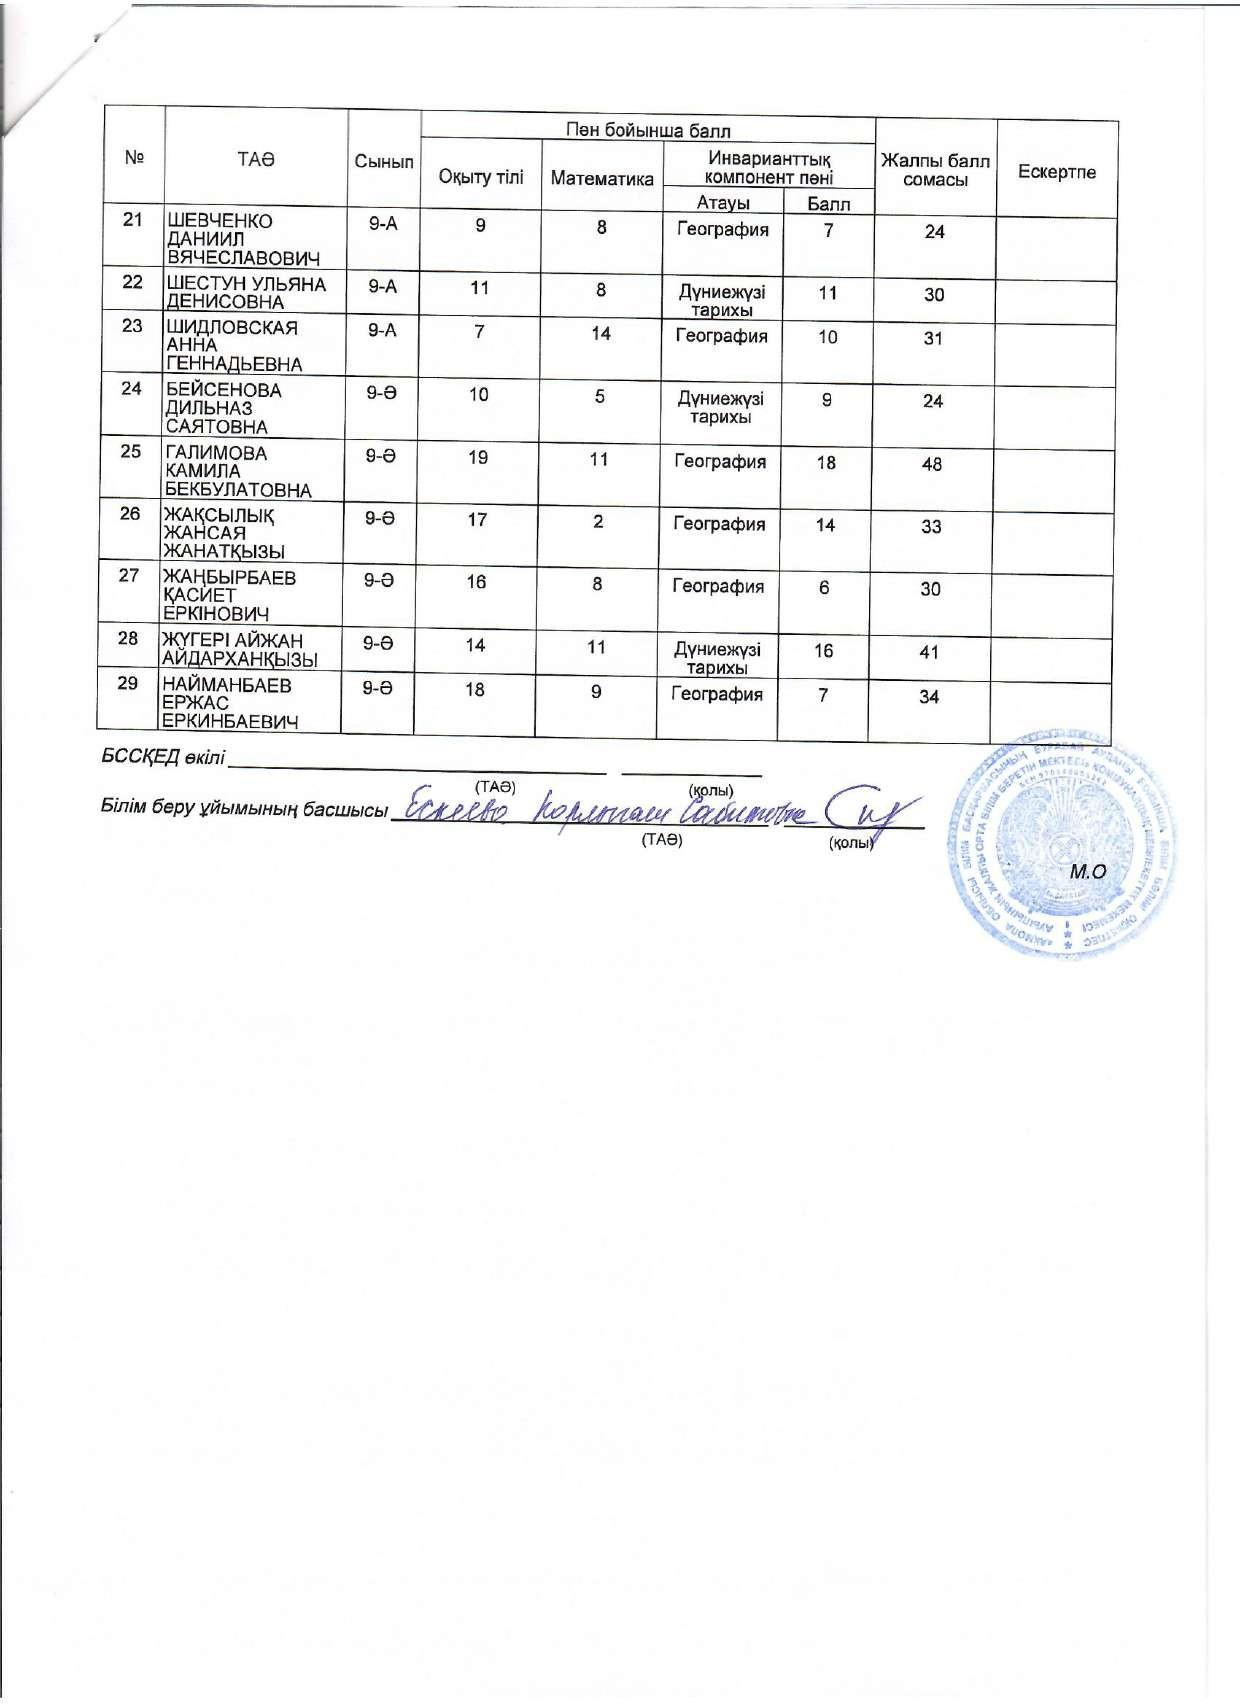 №
ТАӘ
Сынып
Пән бойынша балл
Оқыту тілі
Математика
Инварианттық
компонент пәні
Атауы
Балл
Жалпы балл
сомасы
Ескертпе
21 ШЕВЧЕНКО 9-А 9 8 География 7 24
ДАНИИЛ
ВЯЧЕСЛАВОВИЧ
22 ШЕСТУН УЛЬЯНА 9-А 11 8 Дүниежүзі 11 30
ДЕНИСОВНА тарихы
23 ШИДЛОВСКАЯ 9-А 7 14 География 10 31
АННА
ГЕННАДЬЕВНА
24 БЕЙСЕНОВА 9-Ә 10 5 Дүниежүзі 9 24
ДИЛЬНАЗ тарихы
САЯТОВНА
25 ГАЛИМОВА 9-Ә 19 11 География 18 48
КАМИЛА
БЕКБУЛАТОВНА
26 ЖАҚСЫЛЫҚ 9-Ә 17 2 География 14 33
ЖАНСАЯ
ЖАНАТҚЫЗЫ
27 ЖАҢБЫРБАЕВ 9-Ә 16 8 География 6 30
ҚАСИЕТ
ЕРКІНОВИЧ
28 ЖҮГЕРІ АЙЖАН 9-Ә 14 11 Дүниежүзі 16 41
АЙДАРХАНҚЫЗЫ тарихы
29 НАЙМАНБАЕВ 9-Ә 18 9 География 7 34
ЕРЖАС
ЕРКИНБАЕВИЧ
БССҚЕД өкілі
(ТАӘ) (қолы)
Білім беру ұйымының басшысы Сабитовна
(ТАӘ) (қолы)
М.О